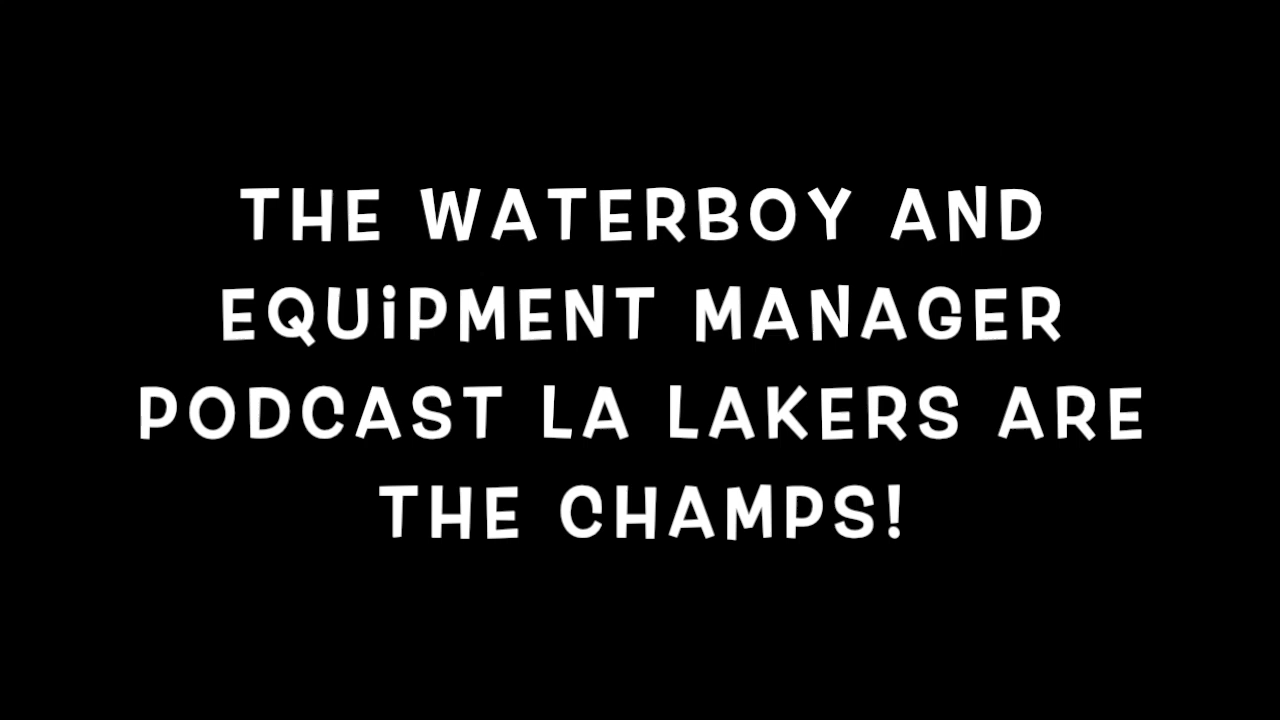 THE WATERBOY AND
EQUiPMENT MANAGER
PODCAST LA LAKERS ARE
THE CHAMPS!